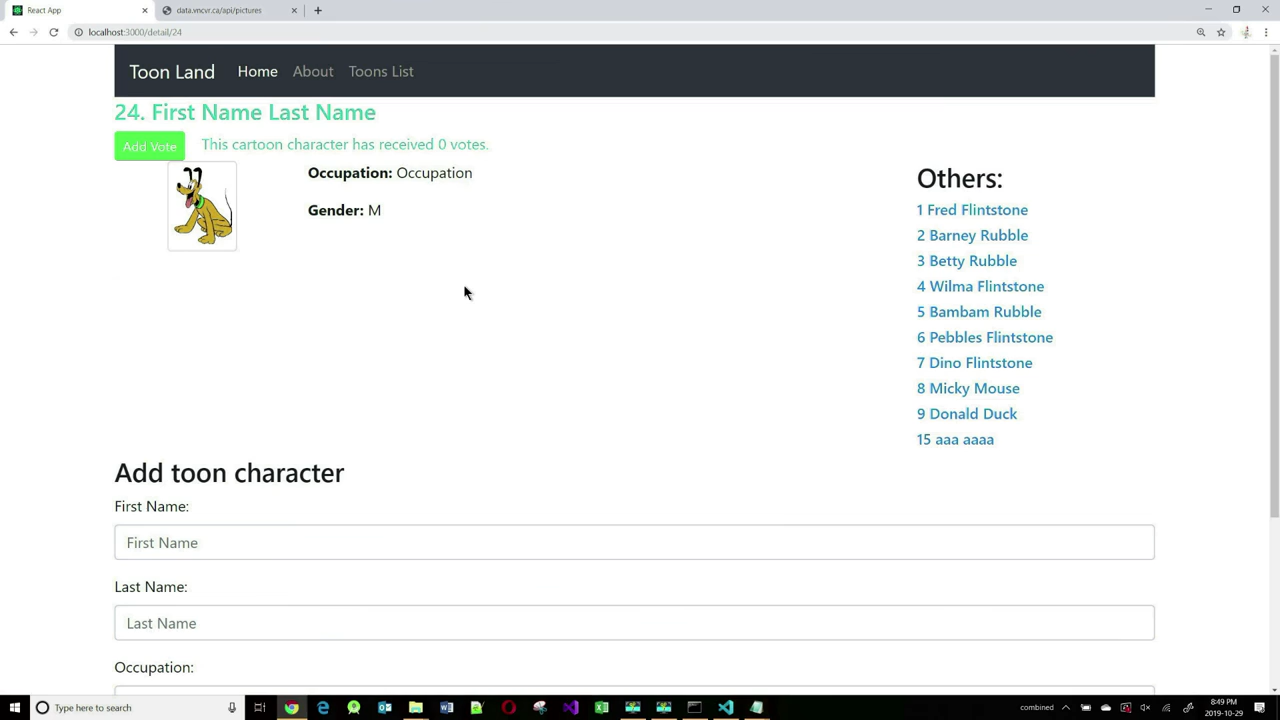 React App
data.vncvr.ca/api/pictures
localhost:3000/detail/24
Toon Land Home About Toons List
24. First Name Last Name
Add Vote This cartoon character has received 0 votes.
Occupation: Occupation
Gender: M
Others:
1 Fred Flintstone
2 Barney Rubble
3 Betty Rubble
4 Wilma Flintstone
5 Bambam Rubble
6 Pebbles Flintstone
7 Dino Flintstone
8 Micky Mouse
9 Donald Duck
15 aaa aaaa
Add toon character
First Name:
First Name
Last Name:
Last Name
Occupation:
Type here to search
combined
8:49 PM
2019-10-29